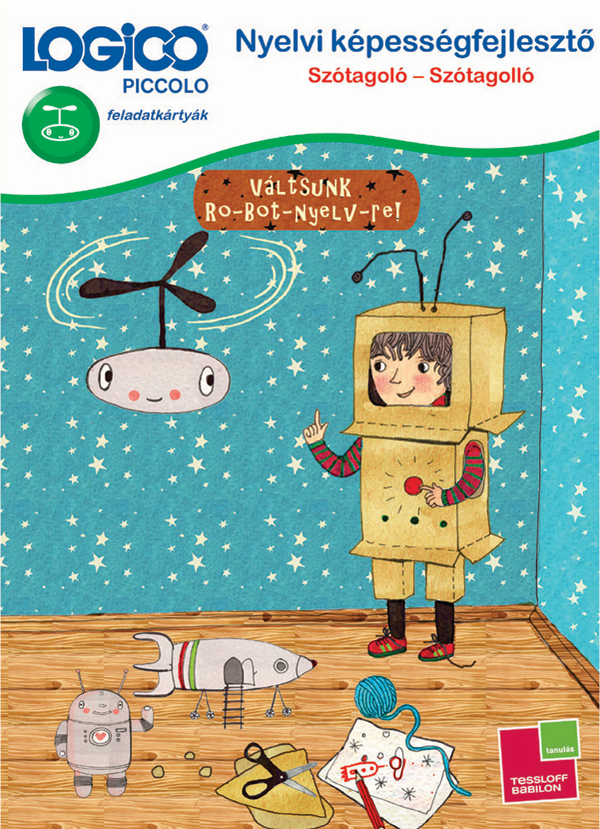 LOGICO®
PICCOLO
feladatkártyák
Nyelvi képességfejlesztő
Szótagoló – Szótagolló
VÁLTSUNK
Ro-Bot-NyeLV-re!
tanulás
TESSLOFF
BABILON